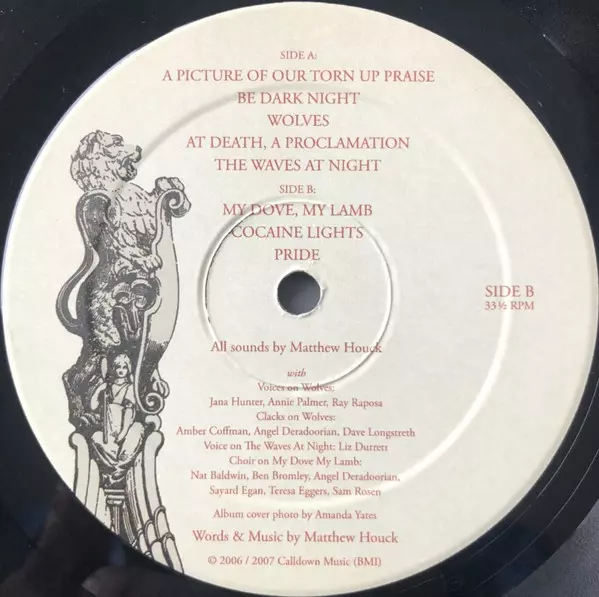 SIDE A:
A PICTURE OF OUR TORN UP PRAISE
BE DARK NIGHT
WOLVES
AT DEATH, A PROCLAMATION
THE WAVES AT NIGHT
SIDE B:
MY DOVE, MY LAMB
COCAINE LIGHTS
PRIDE
SIDE B
33 ½ RPM
All sounds by Matthew Houck
with
Voices on Wolves:
Jana Hunter, Annie Palmer, Ray Raposa
Clacks on Wolves:
Amber Coffman, Angel Deradoorian, Dave Longstreth
Voice on The Waves At Night: Liz Durrett
Choir on My Dove My Lamb:
Nat Baldwin, Ben Bromley, Angel Deradoorian,
Sayard Egan, Teresa Eggers, Sam Rosen
Album cover photo by Amanda Yates
Words & Music by Matthew Houck
© 2006 / 2007 Calldown Music (BMI)